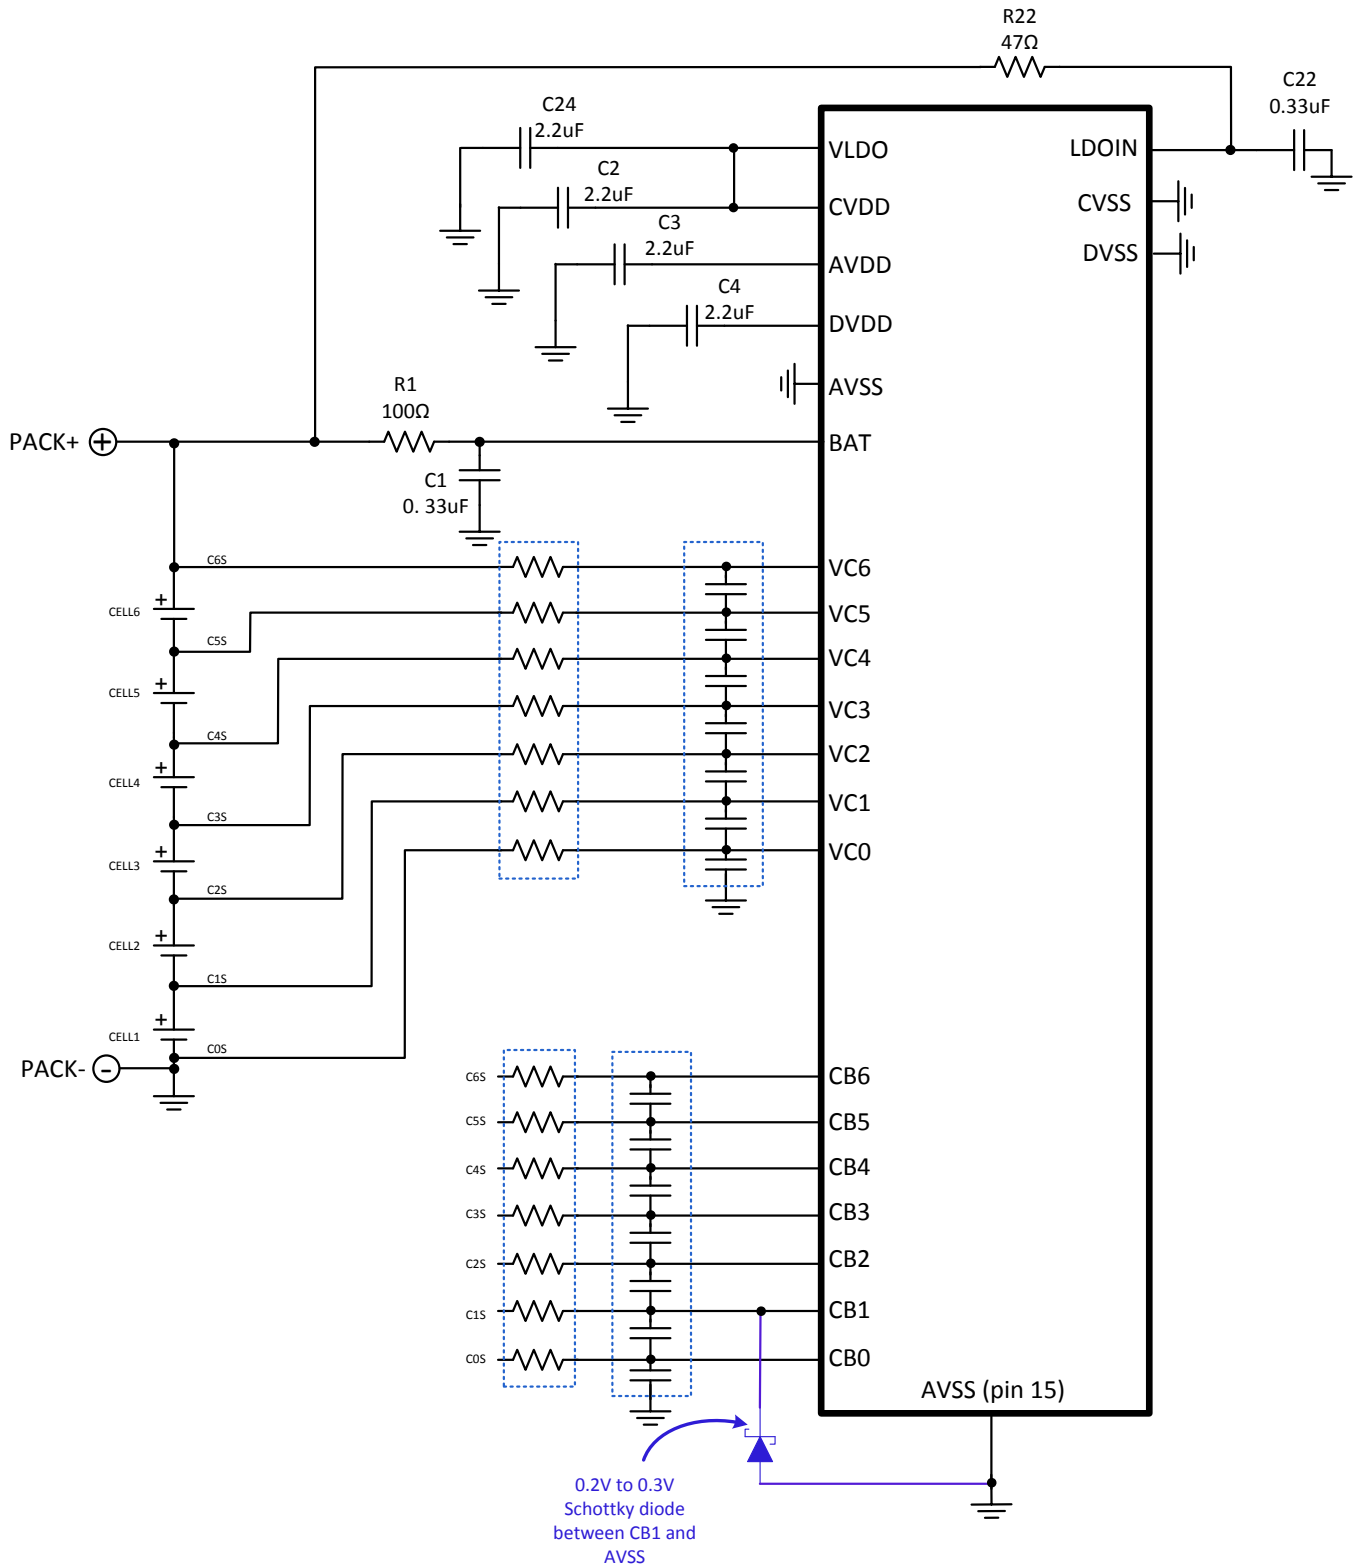 R22
47Ω
C22
0.33uF
C24
2.2uF
VLDO
LDOIN
C2
2.2uF
CVDD
CVSS
C3
2.2uF
AVDD
DVSS
C4
2.2uF
DVDD
AVSS
R1
100Ω
PACK+
+
BAT
C1
0. 33uF
C6S
VC6
+
CELL6
VC5
C5S
VC4
+
CELL5
VC3
C4S
VC2
+
CELL4
VC1
C3S
VC0
+
CELL3
C2S
+
CELL2
C1S
+
CELL1
C0S
PACK-
-
C6S
CB6
C5S
CB5
C4S
CB4
C3S
CB3
C2S
CB2
C1S
CB1
C0S
CB0
AVSS (pin 15)
0.2V to 0.3V
Schottky diode
between CB1 and
AVSS